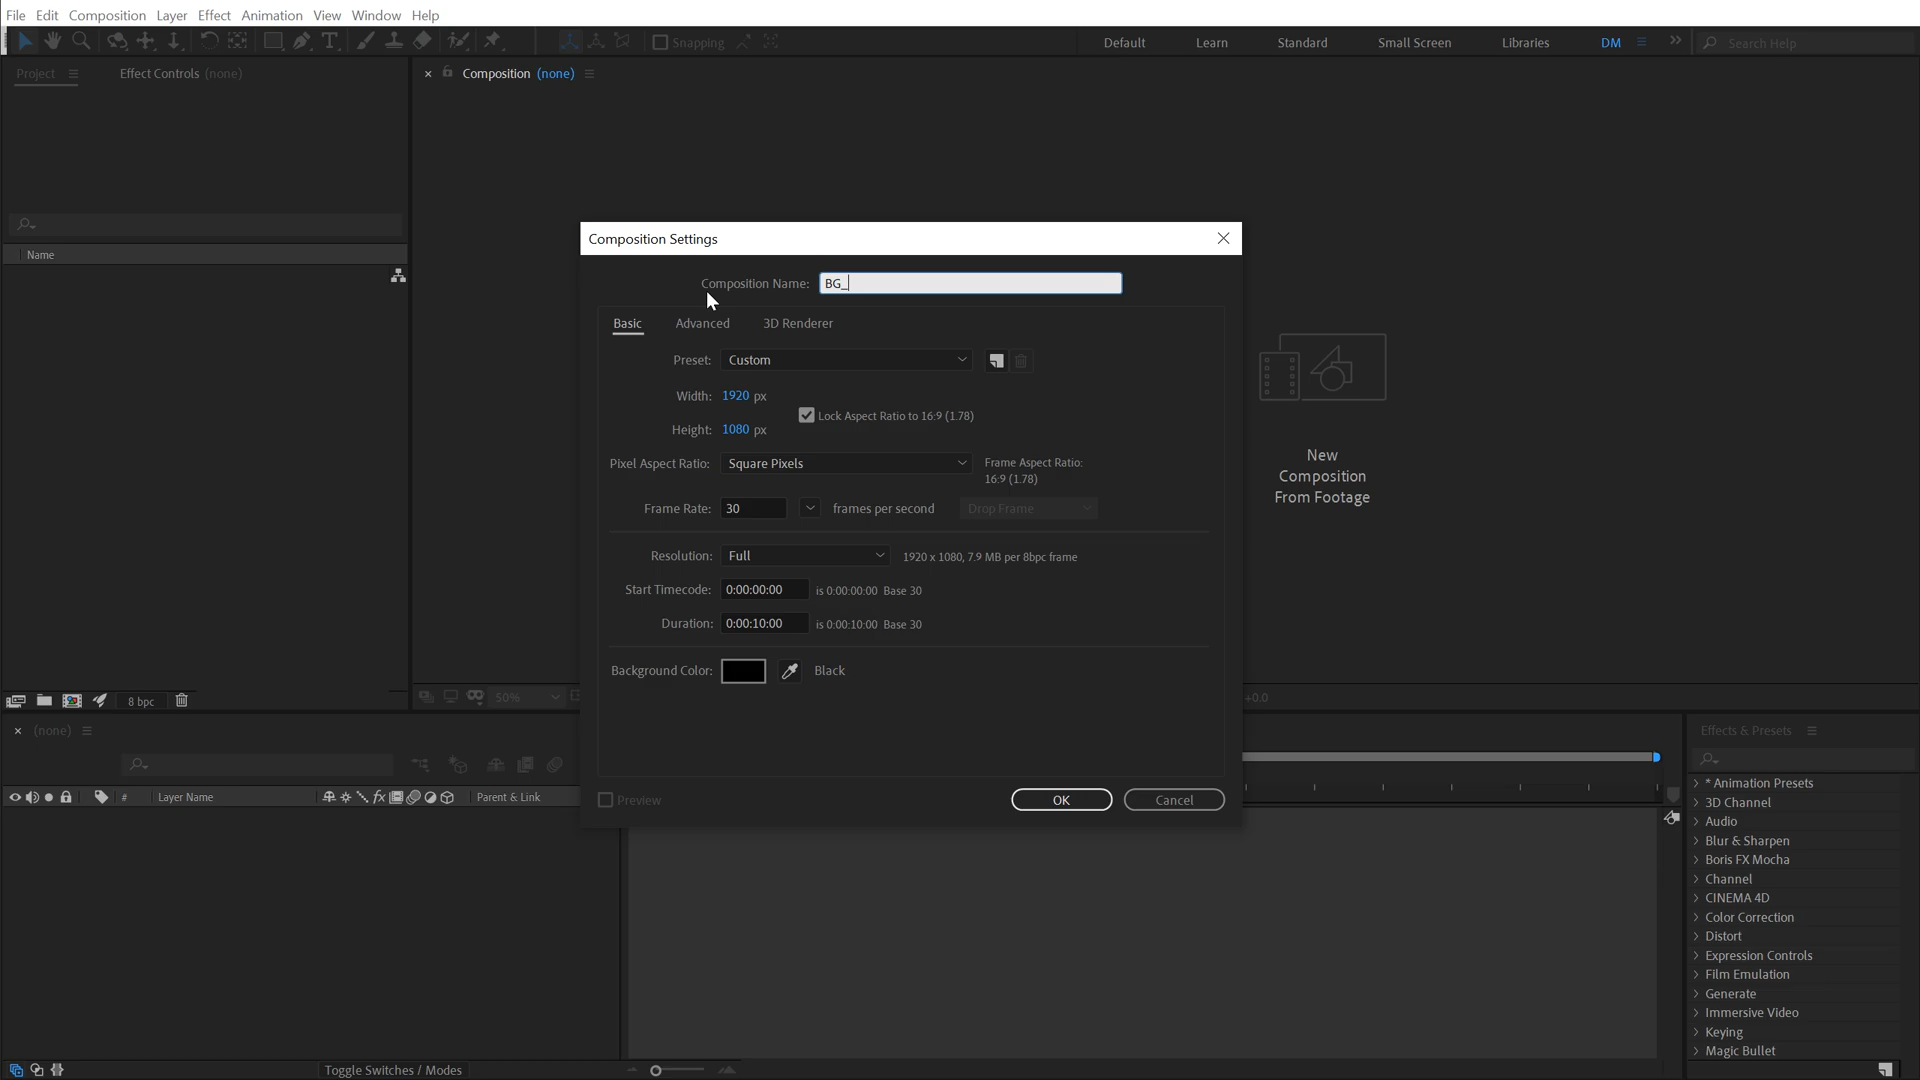 File Edit Composition Layer Effect Animation View Window Help
Snapping Default Learn Standard Small Screen Libraries DM Search Help
Project Effect Controls (none) Composition (none)
Name
Composition Settings
Composition Name: BG_
Basic Advanced 3D Renderer
Preset: Custom
Width: 1920 px
Lock Aspect Ratio to 16:9 (1.78)
Height: 1080 px
Pixel Aspect Ratio: Square Pixels Frame Aspect Ratio:
16:9 (1.78)
Frame Rate: 30 frames per second Drop Frame
Resolution: Full 1920 x 1080, 7.9 MB per 8bpc frame
Start Timecode: 0:00:00:00 is 0:00:00:00 Base 30
Duration: 0:00:10:00 is 0:00:10:00 Base 30
Background Color: Black
Preview OK Cancel
New
Composition
From Footage
8 bpc 50% +0.0
(none)
# Layer Name fx Parent & Link
Toggle Switches / Modes
Effects & Presets
* Animation Presets
3D Channel
Audio
Blur & Sharpen
Boris FX Mocha
Channel
CINEMA 4D
Color Correction
Distort
Expression Controls
Film Emulation
Generate
Immersive Video
Keying
Magic Bullet